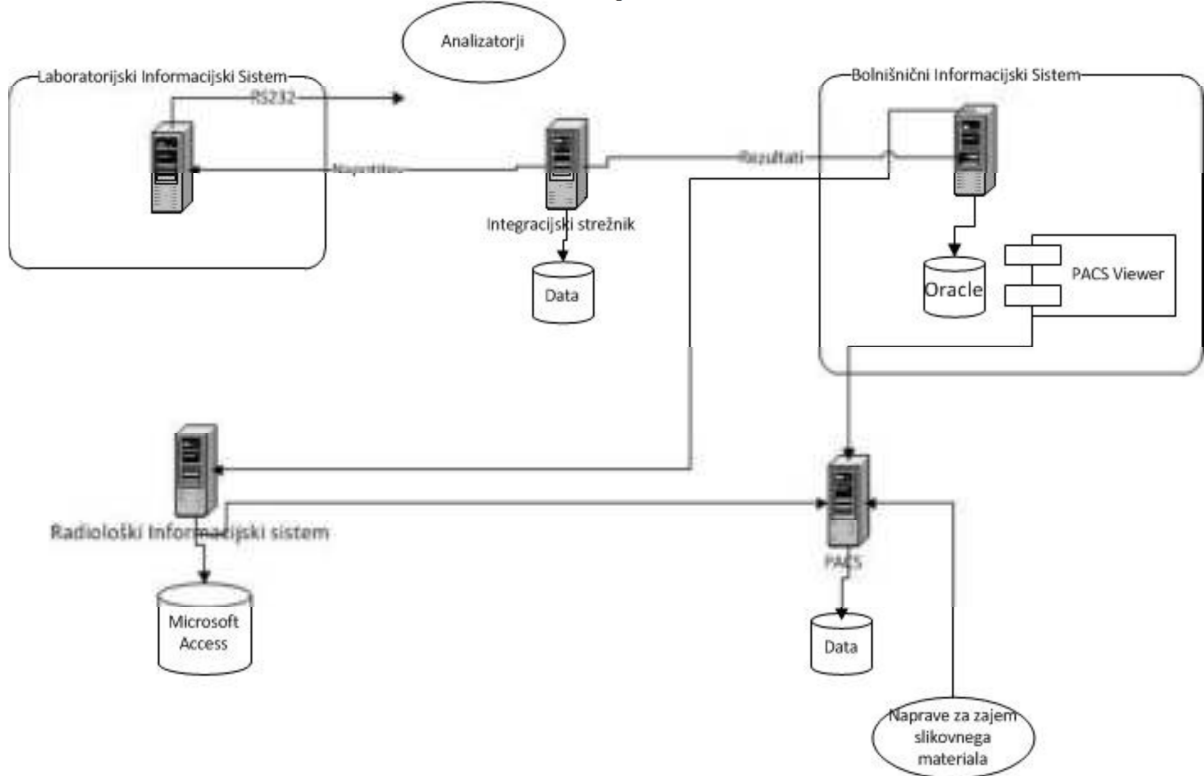 Analizatorji
Laboratorijski Informacijski Sistem
Bolnišnični Informacijski Sistem
RS232
Rezultati
Integracijski strežnik
Data
Oracle
PACS Viewer
Radiološki Informacijski sistem
PACS
Microsoft
Access
Data
Naprave za zajem
slikovnega
materiala